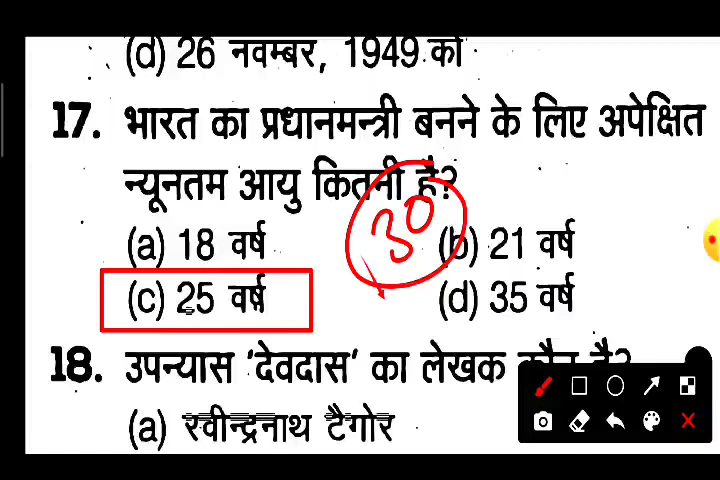 (d) 26 नवम्बर, 1949 को
17. भारत का प्रधानमन्त्री बनने के लिए अपेक्षित
न्यूनतम आयु कितनी है?
30
(a) 18 वर्ष (b) 21 वर्ष
(c) 25 वर्ष (d) 35 वर्ष
18. उपन्यास 'देवदास' का लेखक कौन है?
(a) रवीन्द्रनाथ टैगोर